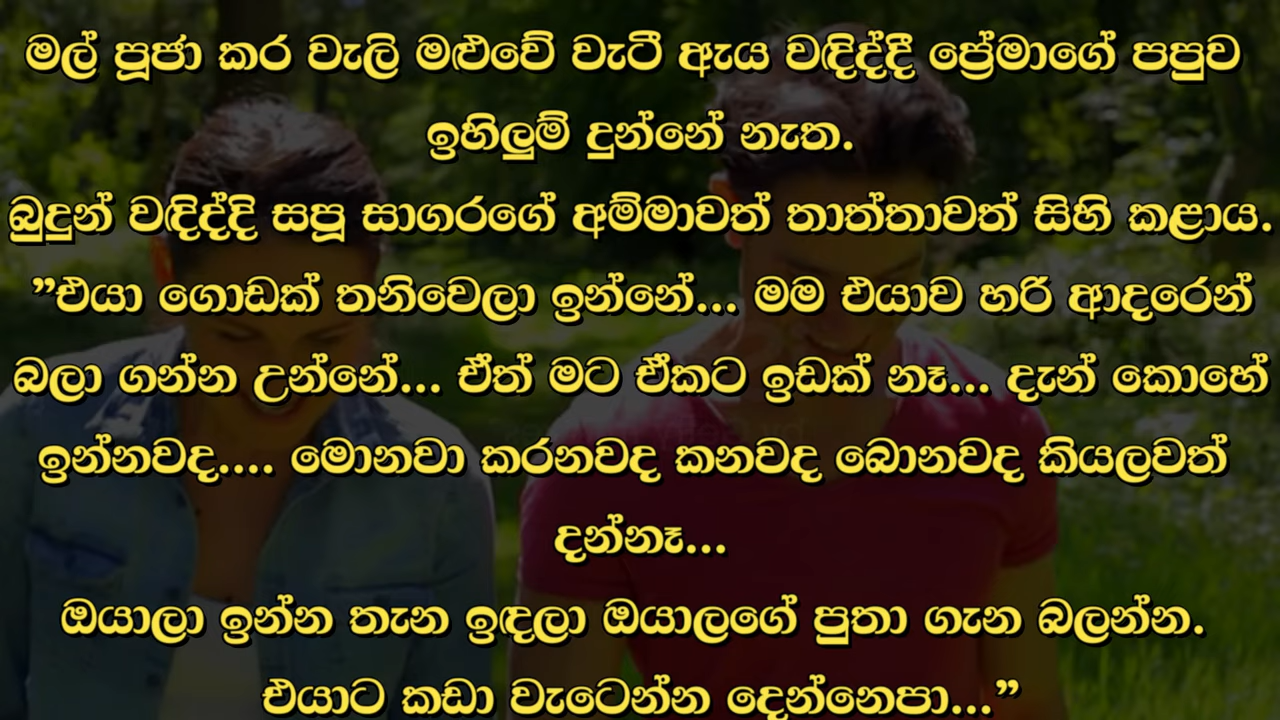 මල් පූජා කර වැලි මළුවේ වැටී ඇය වඳිද්දී ප්‍රේමාගේ පපුව
ඉහිලුම් දුන්නේ නැත.
බුදුන් වඳිද්දි සපූ සාගරගේ අම්මාවත් තාත්තාවත් සිහි කළාය.
”එයා ගොඩක් තනිවෙලා ඉන්නේ... මම එයාව හරි ආදරෙන්
බලා ගන්න උන්නේ... ඒත් මට ඒකට ඉඩක් නෑ... දැන් කොහේ
ඉන්නවද.... මොනවා කරනවද කනවද බොනවද කියලවත්
දන්නෑ...
ඔයාලා ඉන්න තැන ඉඳලා ඔයාලගේ පුතා ගැන බලන්න.
එයාට කඩා වැටෙන්න දෙන්නෙපා...”